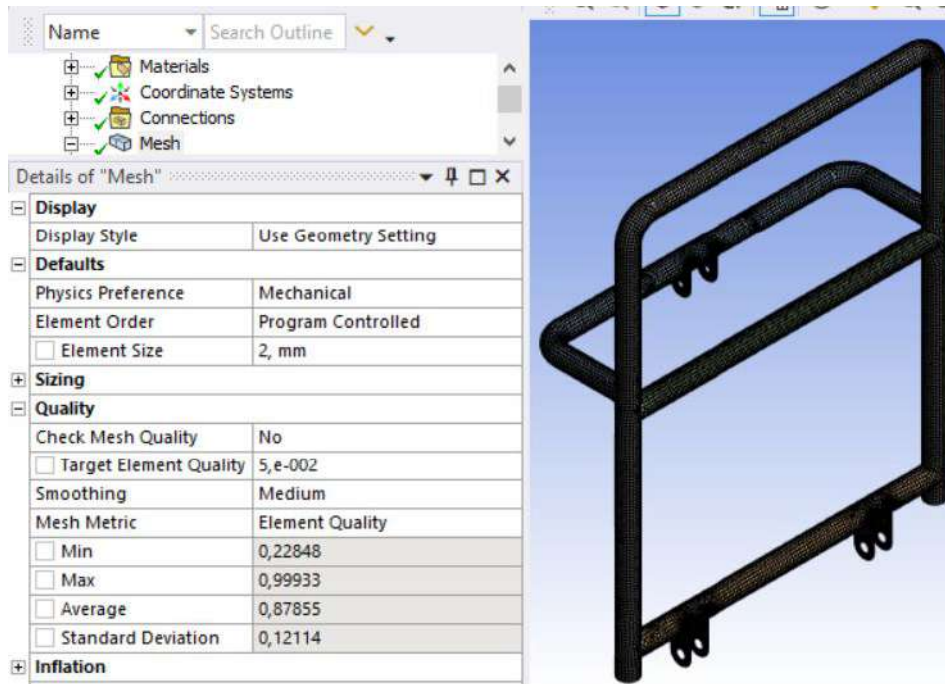 Name Search Outline
Materials
Coordinate Systems
Connections
Mesh
Details of "Mesh"
Display
Display Style Use Geometry Setting
Defaults
Physics Preference Mechanical
Element Order Program Controlled
Element Size 2, mm
Sizing
Quality
Check Mesh Quality No
Target Element Quality 5,e-002
Smoothing Medium
Mesh Metric Element Quality
Min 0,22848
Max 0,99933
Average 0,87855
Standard Deviation 0,12114
Inflation